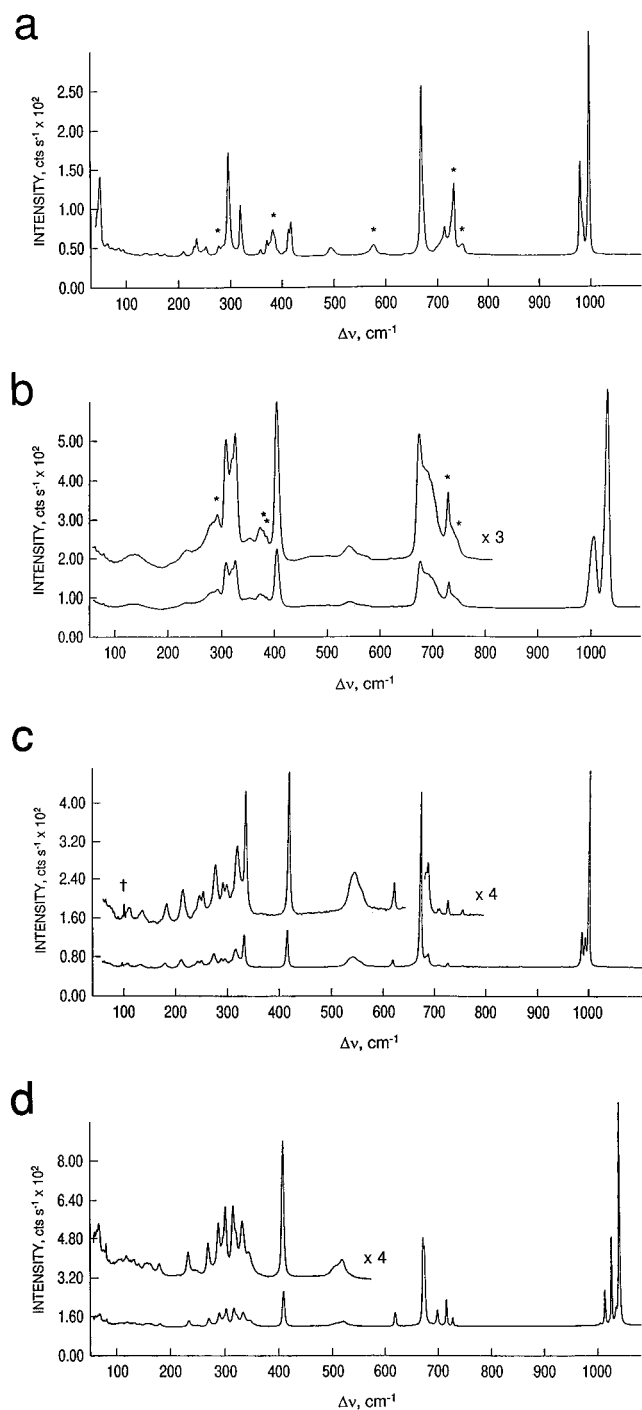 a
INTENSITY, cts s⁻¹ x 10²
2.50
2.00
1.50
1.00
0.50
0.00
* * * * *
100 200 300 400 500 600 700 800 900 1000
Δν, cm⁻¹
b
INTENSITY, cts s⁻¹ x 10²
5.00
4.00
3.00
2.00
1.00
0.00
* * * * *
x 3
100 200 300 400 500 600 700 800 900 1000
Δν, cm⁻¹
c
INTENSITY, cts s⁻¹ x 10²
4.00
3.20
2.40
1.60
0.80
0.00
†
x 4
100 200 300 400 500 600 700 800 900 1000
Δν, cm⁻¹
d
INTENSITY, cts s⁻¹ x 10²
8.00
6.40
4.80
3.20
1.60
0.00
x 4
100 200 300 400 500 600 700 800 900 1000
Δν, cm⁻¹